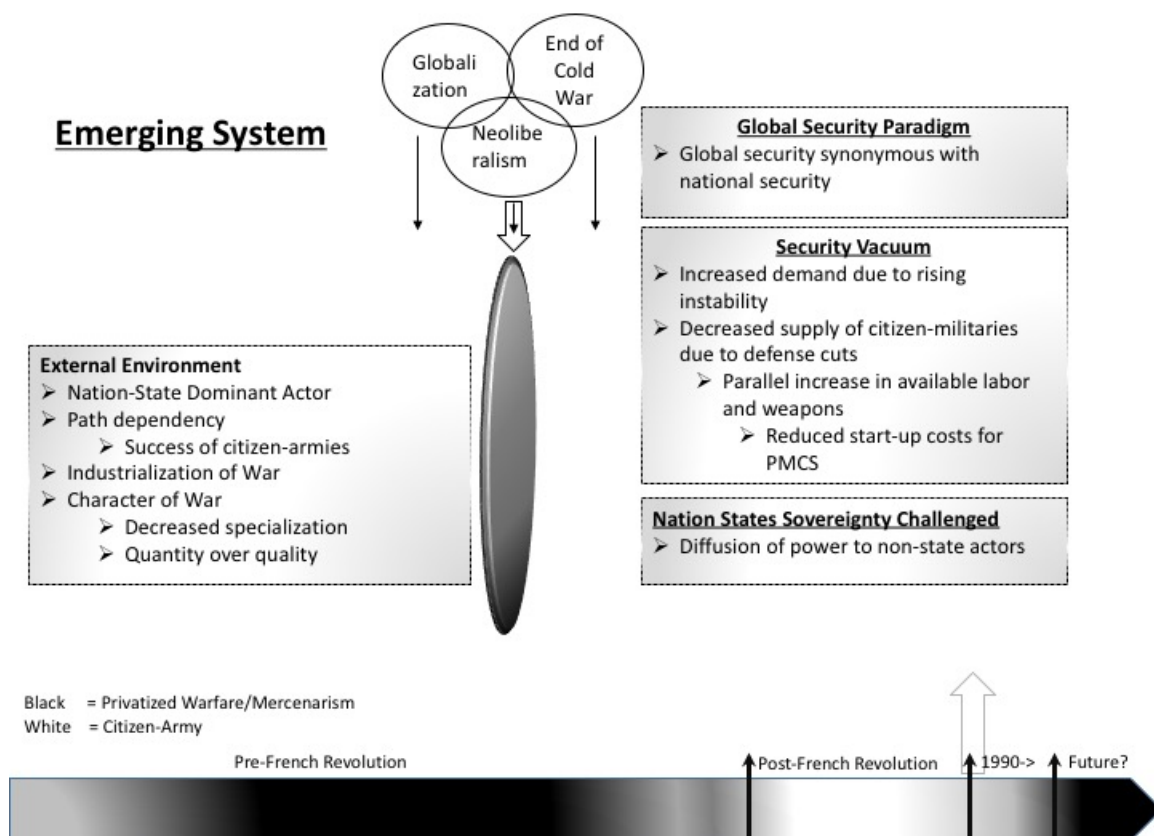 Globali
zation
End of
Cold
War
Neolibe
ralism
Emerging System
Global Security Paradigm
➢ Global security synonymous with
national security
Security Vacuum
➢ Increased demand due to rising
instability
➢ Decreased supply of citizen-militaries
due to defense cuts
➢ Parallel increase in available labor
and weapons
➢ Reduced start-up costs for
PMCS
External Environment
➢ Nation-State Dominant Actor
➢ Path dependency
➢ Success of citizen-armies
➢ Industrialization of War
➢ Character of War
➢ Decreased specialization
➢ Quantity over quality
Nation States Sovereignty Challenged
➢ Diffusion of power to non-state actors
Black = Privatized Warfare/Mercenarism
White = Citizen-Army
Pre-French Revolution
Post-French Revolution
1990->
Future?